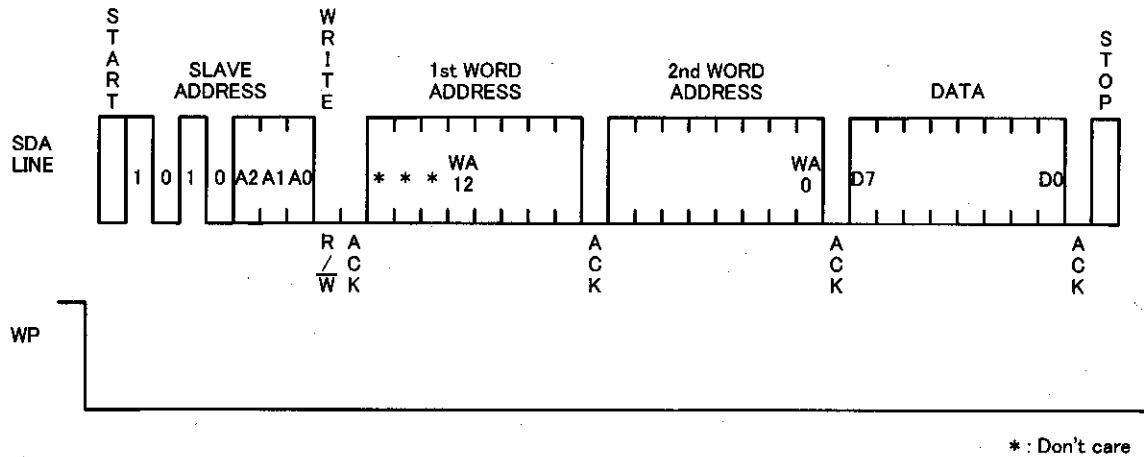 START
WRITE
STOP
SLAVE
ADDRESS
1st WORD
ADDRESS
2nd WORD
ADDRESS
DATA
SDA
LINE
1 0 1 0 A2 A1 A0
* * * WA
12
WA
0
D7 D0
R/W
ACK
ACK
ACK
ACK
WP
* : Don't care